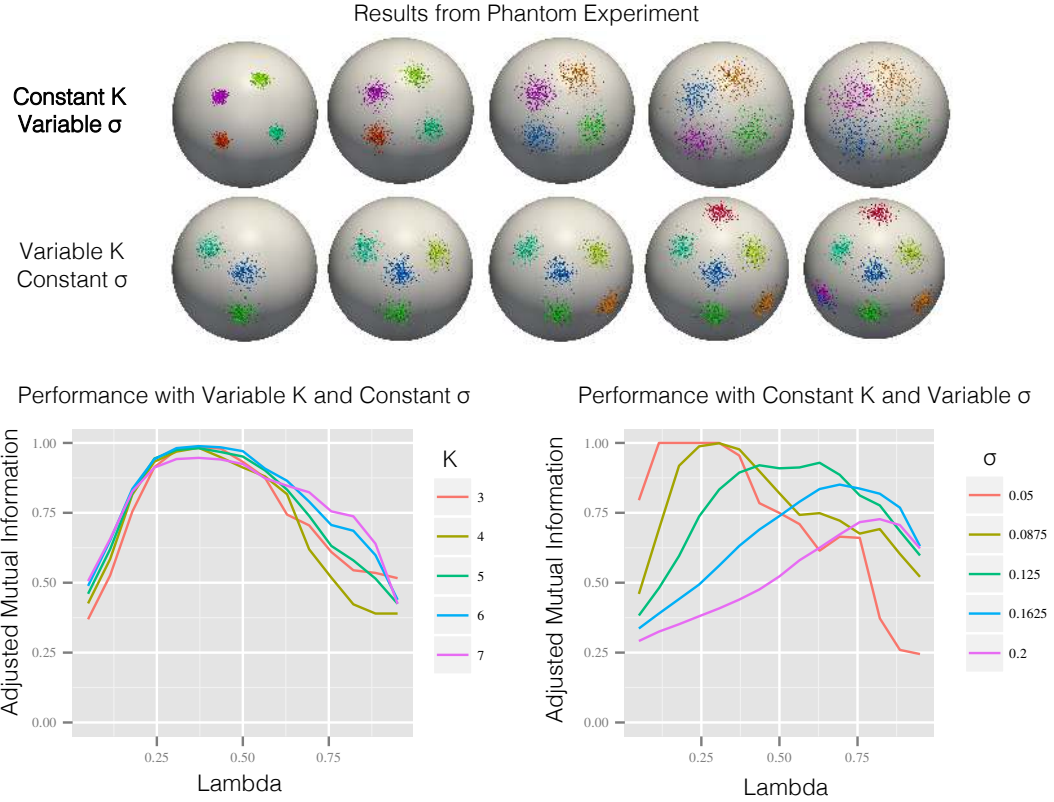 Results from Phantom Experiment
Constant K
Variable σ
Variable K
Constant σ
Performance with Variable K and Constant σ
Adjusted Mutual Information
1.00
0.75
0.50
0.25
0.00
0.25
0.50
0.75
Lambda
K
3
4
5
6
7
Performance with Constant K and Variable σ
Adjusted Mutual Information
1.00
0.75
0.50
0.25
0.00
0.25
0.50
0.75
Lambda
σ
0.05
0.0875
0.125
0.1625
0.2